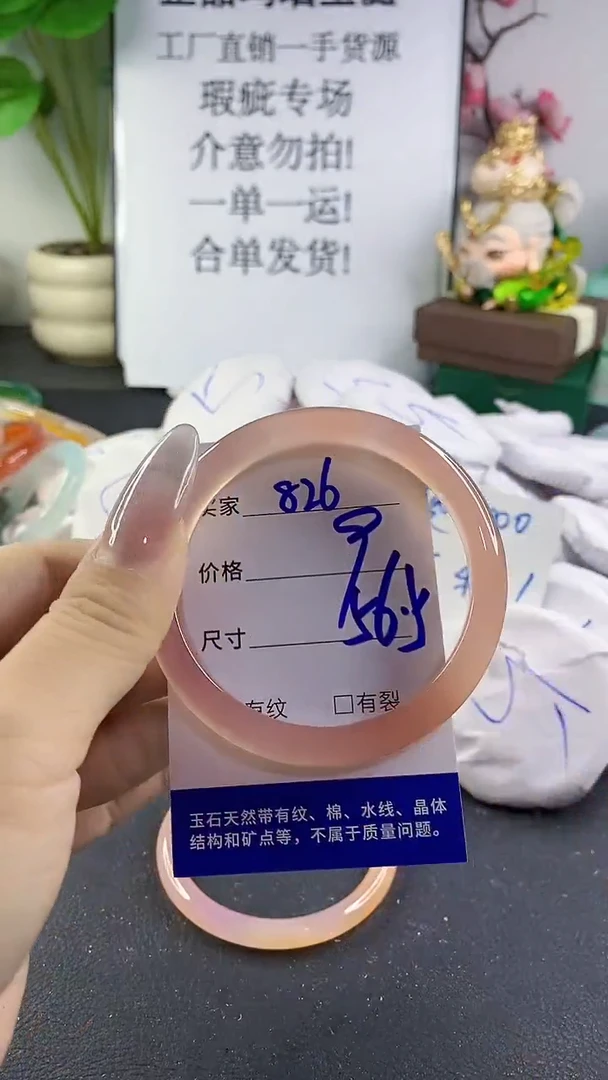 工厂直销一手货源
瑕疵专场
介意勿拍!
一单一运!
合单发货!
买家 826
价格
尺寸 56.5
有纹 □有裂
玉石天然带有纹、棉、水线、晶体
结构和矿点等，不属于质量问题。